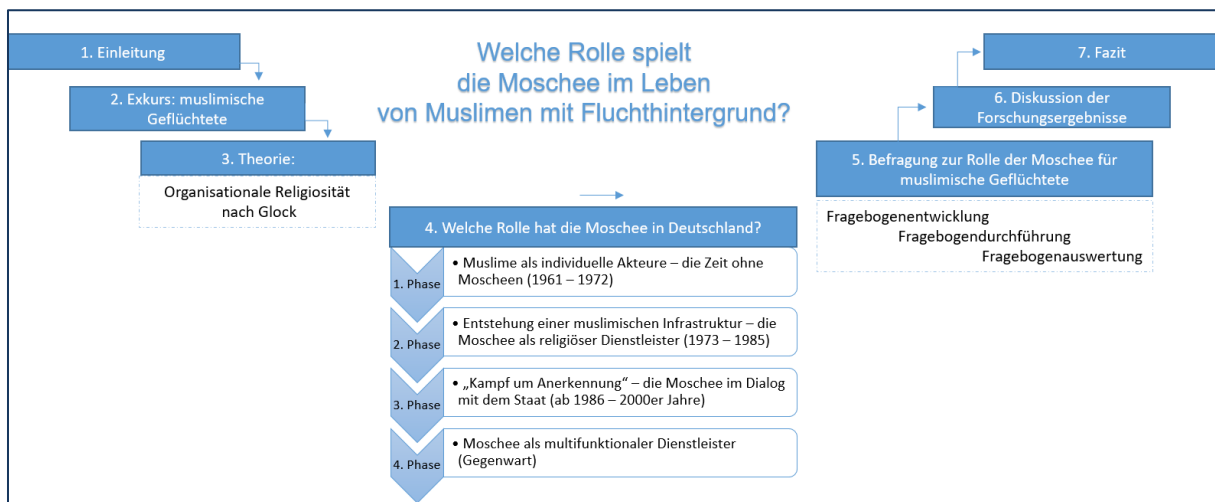 1. Einleitung
2. Exkurs: muslimische
Geflüchtete
3. Theorie:
Organisationale Religiosität
nach Glock
Welche Rolle spielt
die Moschee im Leben
von Muslimen mit Fluchthintergrund?
4. Welche Rolle hat die Moschee in Deutschland?
1. Phase
• Muslime als individuelle Akteure – die Zeit ohne
Moscheen (1961 – 1972)
2. Phase
• Entstehung einer muslimischen Infrastruktur – die
Moschee als religiöser Dienstleister (1973 – 1985)
3. Phase
• „Kampf um Anerkennung“ – die Moschee im Dialog
mit dem Staat (ab 1986 – 2000er Jahre)
4. Phase
• Moschee als multifunktionaler Dienstleister
(Gegenwart)
5. Befragung zur Rolle der Moschee für
muslimische Geflüchtete
Fragebogenentwicklung
Fragebogendurchführung
Fragebogenauswertung
6. Diskussion der
Forschungsergebnisse
7. Fazit